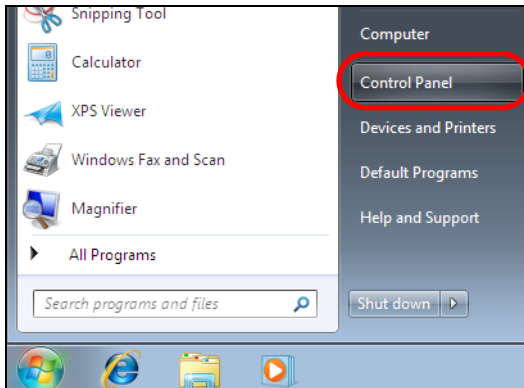 Snipping Tool
Calculator
XPS Viewer
Windows Fax and Scan
Magnifier
All Programs
Search programs and files
Computer
Control Panel
Devices and Printers
Default Programs
Help and Support
Shut down